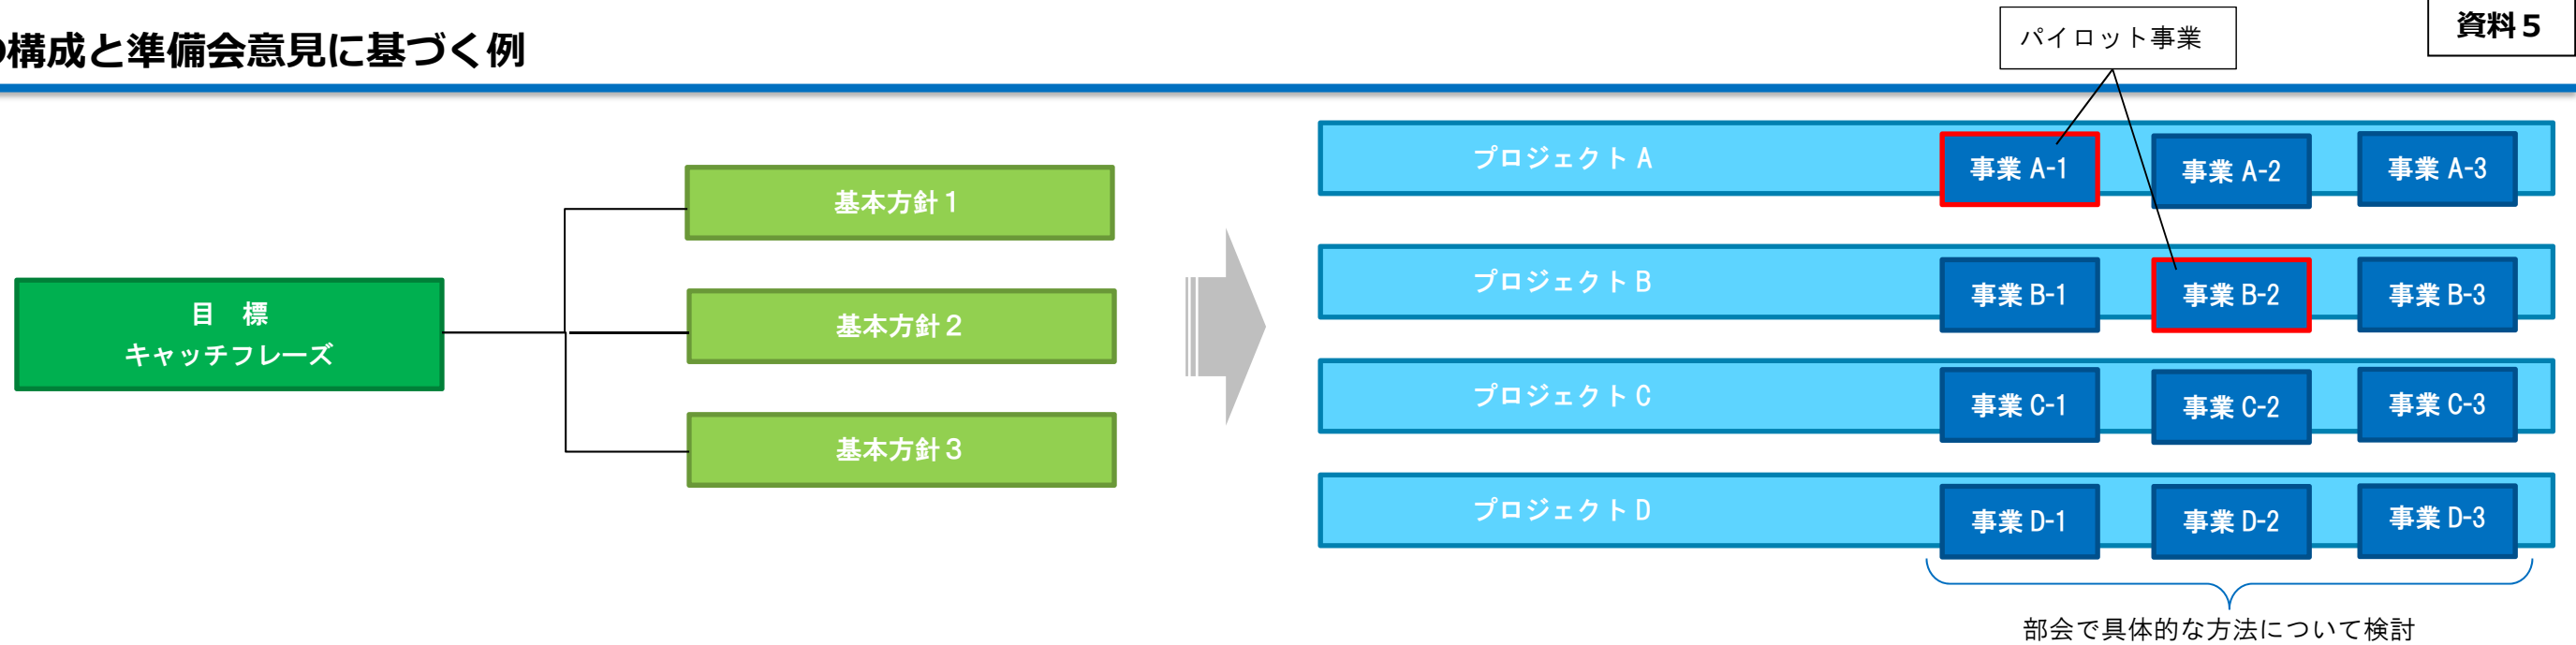 の構成と準備会意見に基づく例
資料５
パイロット事業
目　標
キャッチフレーズ
基本方針１
基本方針２
基本方針３
プロジェクト A
事業 A-1
事業 A-2
事業 A-3
プロジェクト B
事業 B-1
事業 B-2
事業 B-3
プロジェクト C
事業 C-1
事業 C-2
事業 C-3
プロジェクト D
事業 D-1
事業 D-2
事業 D-3
部会で具体的な方法について検討